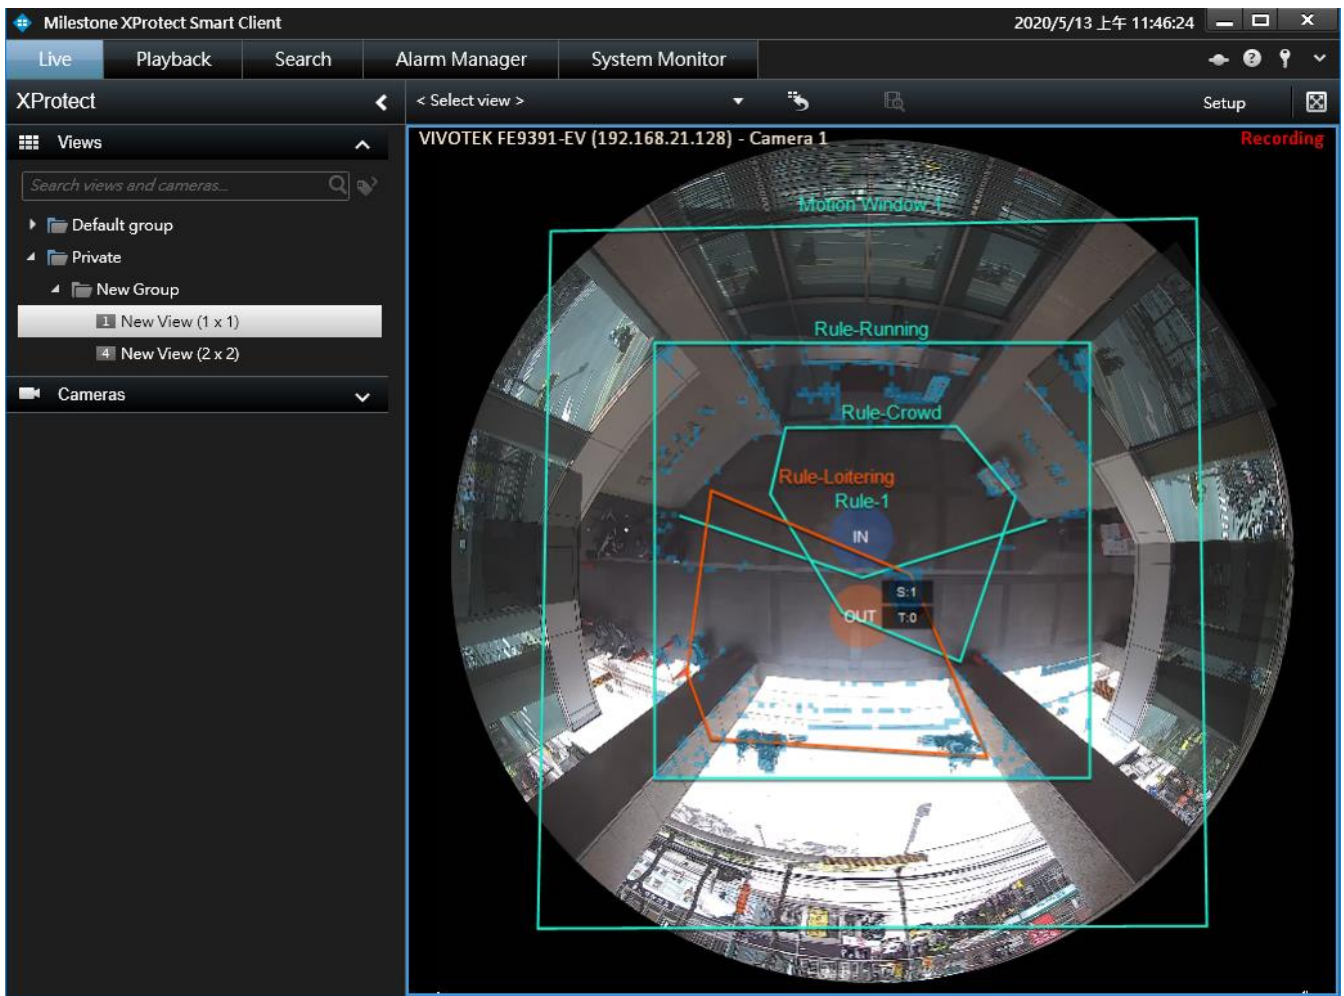 Milestone XProtect Smart Client
2020/5/13 上午 11:46:24
Live
Playback
Search
Alarm Manager
System Monitor
XProtect
< Select view >
Setup
Views
VIVOTEK FE9391-EV (192.168.21.128) - Camera 1
Recording
Search views and cameras...
Motion Window 1
Default group
Private
New Group
1 New View (1 x 1)
Rule-Running
4 New View (2 x 2)
Cameras
Rule-Crowd
Rule-Loitering
Rule-1
IN
S:1
OUT
T:0